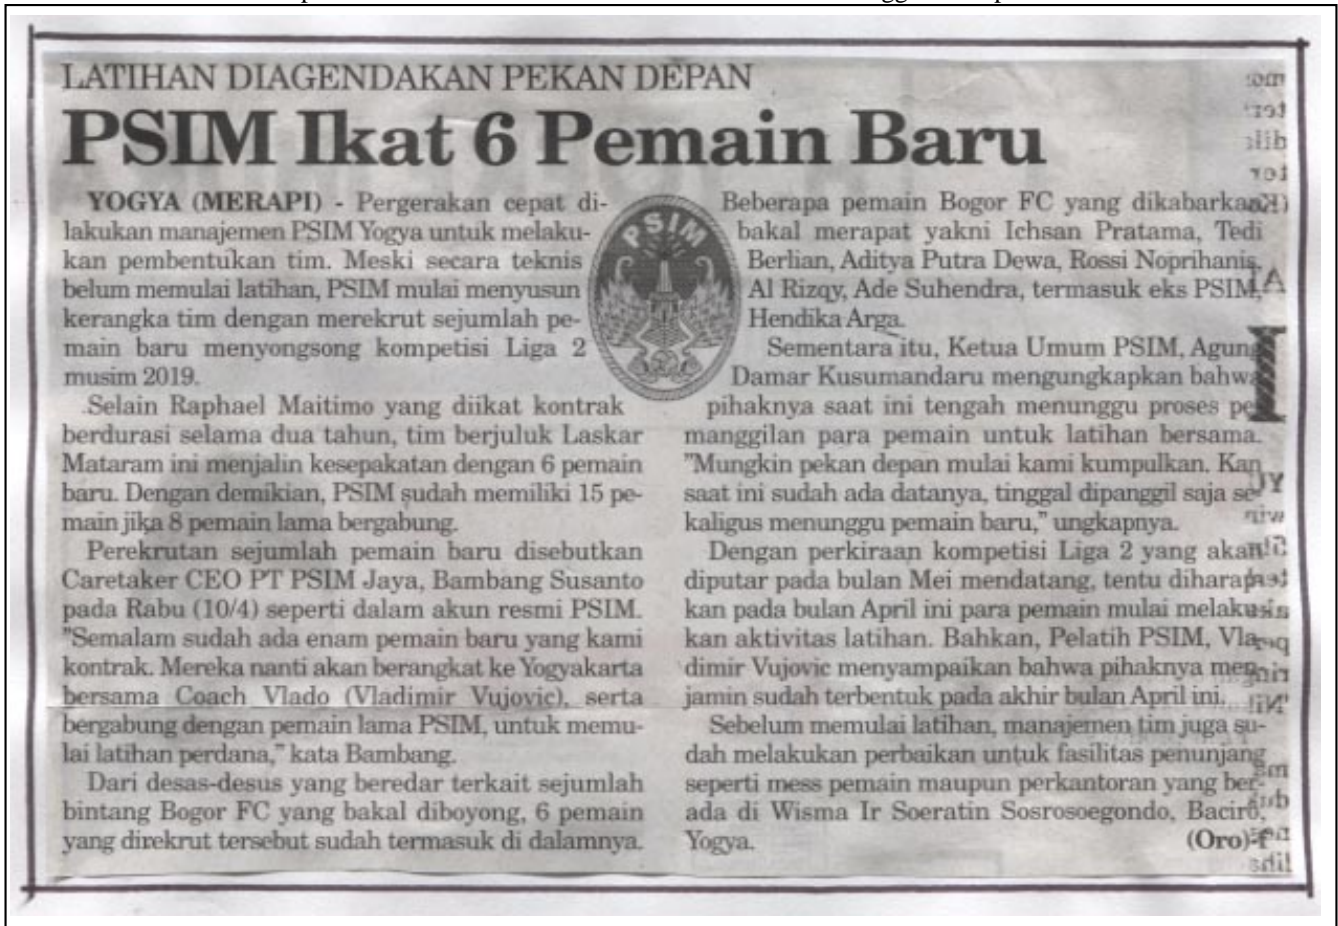 LATIHAN DIAGENDAKAN PEKAN DEPAN
PSIM Ikat 6 Pemain Baru
YOGYA (MERAPI) - Pergerakan cepat di-
lakukan manajemen PSIM Yogya untuk melaku-
kan pembentukan tim. Meski secara teknis
belum memulai latihan, PSIM mulai menyusun
kerangka tim dengan merekrut sejumlah pe-
main baru menyongsong kompetisi Liga 2
musim 2019.
Selain Raphael Maitimo yang diikat kontrak
berdurasi selama dua tahun, tim berjuluk Laskar
Mataram ini menjalin kesepakatan dengan 6 pemain
baru. Dengan demikian, PSIM sudah memiliki 15 pe-
main jika 8 pemain lama bergabung.
Perekrutan sejumlah pemain baru disebutkan
Caretaker CEO PT PSIM Jaya, Bambang Susanto
pada Rabu (10/4) seperti dalam akun resmi PSIM.
"Semalam sudah ada enam pemain baru yang kami
kontrak. Mereka nanti akan berangkat ke Yogyakarta
bersama Coach Vlado (Vladimir Vujovic), serta
bergabung dengan pemain lama PSIM, untuk memu-
lai latihan perdana," kata Bambang.
Dari desas-desus yang beredar terkait sejumlah
bintang Bogor FC yang bakal diboyong, 6 pemain
yang direkrut tersebut sudah termasuk di dalamnya.
PSIM
Beberapa pemain Bogor FC yang dikabarkan
bakal merapat yakni Ichsan Pratama, Tedi
Berlian, Aditya Putra Dewa, Rossi Noprihanis,
Al Rizqy, Ade Suhendra, termasuk eks PSIM,
Hendika Arga.
Sementara itu, Ketua Umum PSIM, Agung
Damar Kusumandaru mengungkapkan bahwa
pihaknya saat ini tengah menunggu proses pe-
manggilan para pemain untuk latihan bersama.
"Mungkin pekan depan mulai kami kumpulkan. Kan
saat ini sudah ada datanya, tinggal dipanggil saja se-
kaligus menunggu pemain baru," ungkapnya.
Dengan perkiraan kompetisi Liga 2 yang akan
diputar pada bulan Mei mendatang, tentu diharap-
kan pada bulan April ini para pemain mulai melaku-
kan aktivitas latihan. Bahkan, Pelatih PSIM, Vla-
dimir Vujovic menyampaikan bahwa pihaknya men-
jamin sudah terbentuk pada akhir bulan April ini.
Sebelum memulai latihan, manajemen tim juga su-
dah melakukan perbaikan untuk fasilitas penunjang
seperti mess pemain maupun perkantoran yang ber-
ada di Wisma Ir Soeratin Sosrosoegondo, Baciro,
Yogya.
(Oro)-f